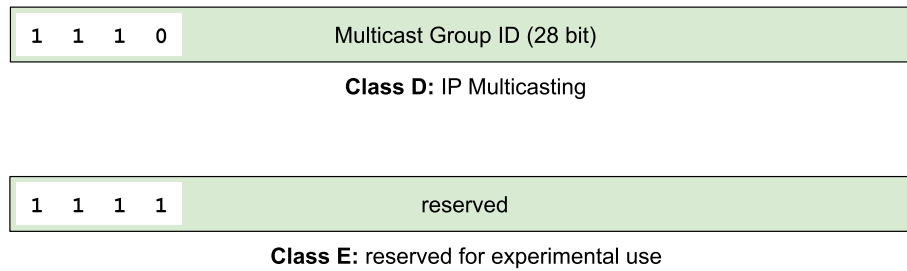 1 1 1 0 Multicast Group ID (28 bit)
Class D: IP Multicasting
1 1 1 1 reserved
Class E: reserved for experimental use